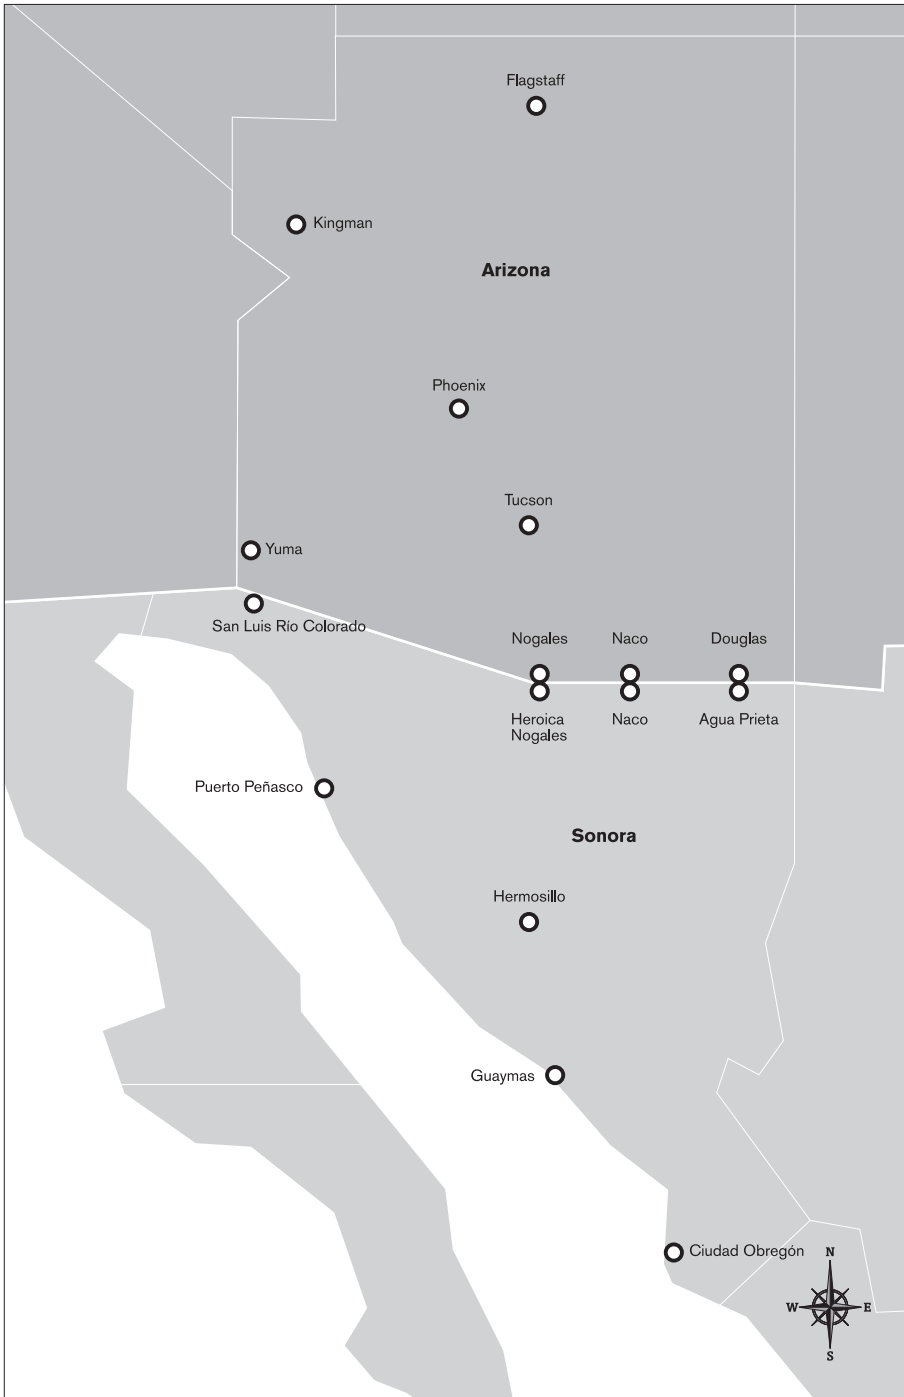 Flagstaff
Kingman
Arizona
Phoenix
Tucson
Yuma
San Luis Río Colorado
Nogales
Naco
Douglas
Heroica
Nogales
Naco
Agua Prieta
Puerto Peñasco
Sonora
Hermosillo
Guaymas
Ciudad Obregón
N
W
E
S